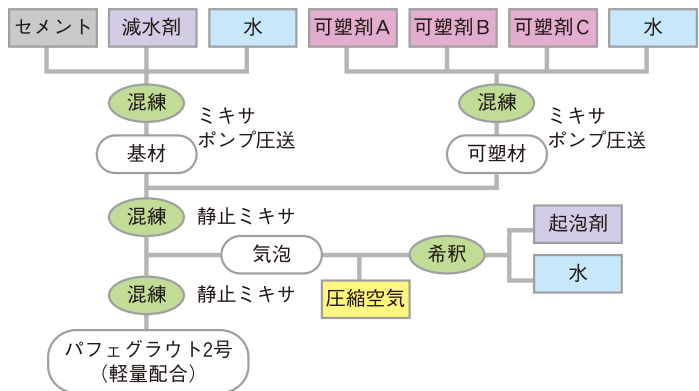 セメント
減水剤
水
可塑剤A
可塑剤B
可塑剤C
水
混練
ミキサ
ポンプ圧送
混練
ミキサ
ポンプ圧送
基材
可塑材
混練
静止ミキサ
起泡剤
気泡
希釈
水
混練
静止ミキサ
圧縮空気
パフェグラウト2号
（軽量配合）